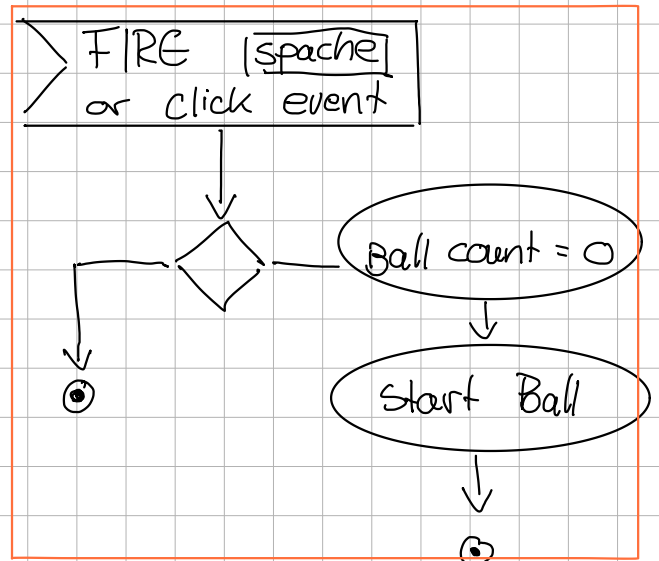 FIRE spache
or click event
Ball count = 0
Start Ball